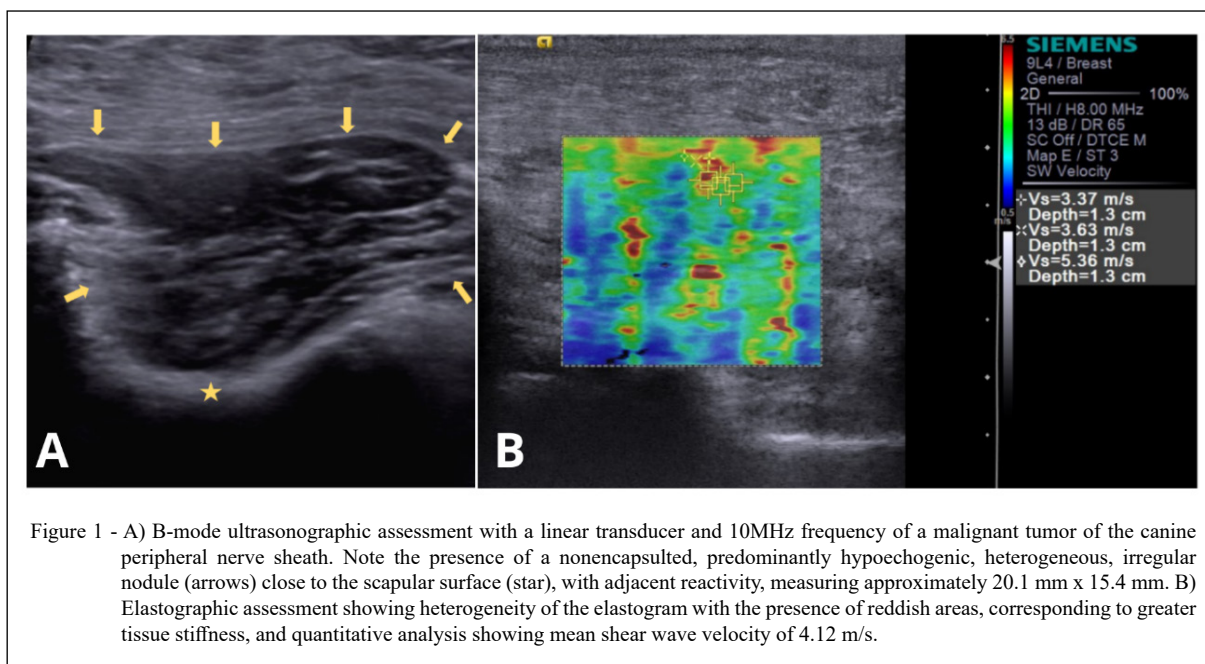 SIEMENS
9L4 / Breast
General
2D 100%
THI / H8.00 MHz
13 dB / DR 65
SC Off / DTCE M
Map E / ST 3
SW Velocity
0.5
m/s
Vs=3.37 m/s
Depth=1.3 cm
Vs=3.63 m/s
Depth=1.3 cm
Vs=5.36 m/s
Depth=1.3 cm
A
B
Figure 1 - A) B-mode ultrasonographic assessment with a linear transducer and 10MHz frequency of a malignant tumor of the canine
peripheral nerve sheath. Note the presence of a nonencapsulted, predominantly hypoechogenic, heterogeneous, irregular
nodule (arrows) close to the scapular surface (star), with adjacent reactivity, measuring approximately 20.1 mm x 15.4 mm. B)
Elastographic assessment showing heterogeneity of the elastogram with the presence of reddish areas, corresponding to greater
tissue stiffness, and quantitative analysis showing mean shear wave velocity of 4.12 m/s.